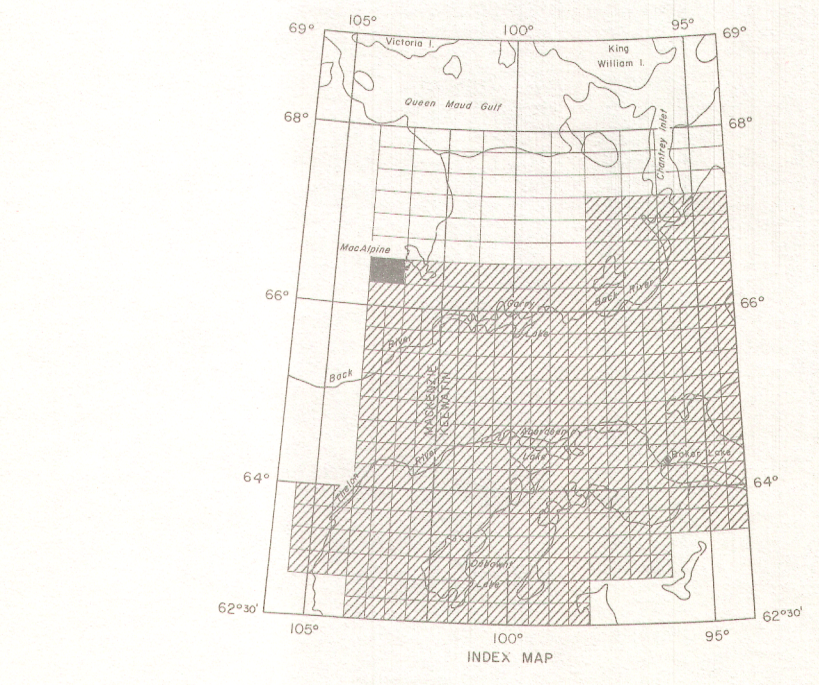 105° 100° 95°
69° 69°
Victoria I.
King
William I.
Queen Maud Gulf
68° 68°
Chantrey Inlet
MacAlpine
66° 66°
Garry
Lake
Back River
River
Back
MACKENZIE
KEEWATIN
Aberdeen
Lake
River
Baker Lake
64° 64°
Thelon
Dubawnt
Lake
62°30' 62°30'
105° 100° 95°
INDEX MAP